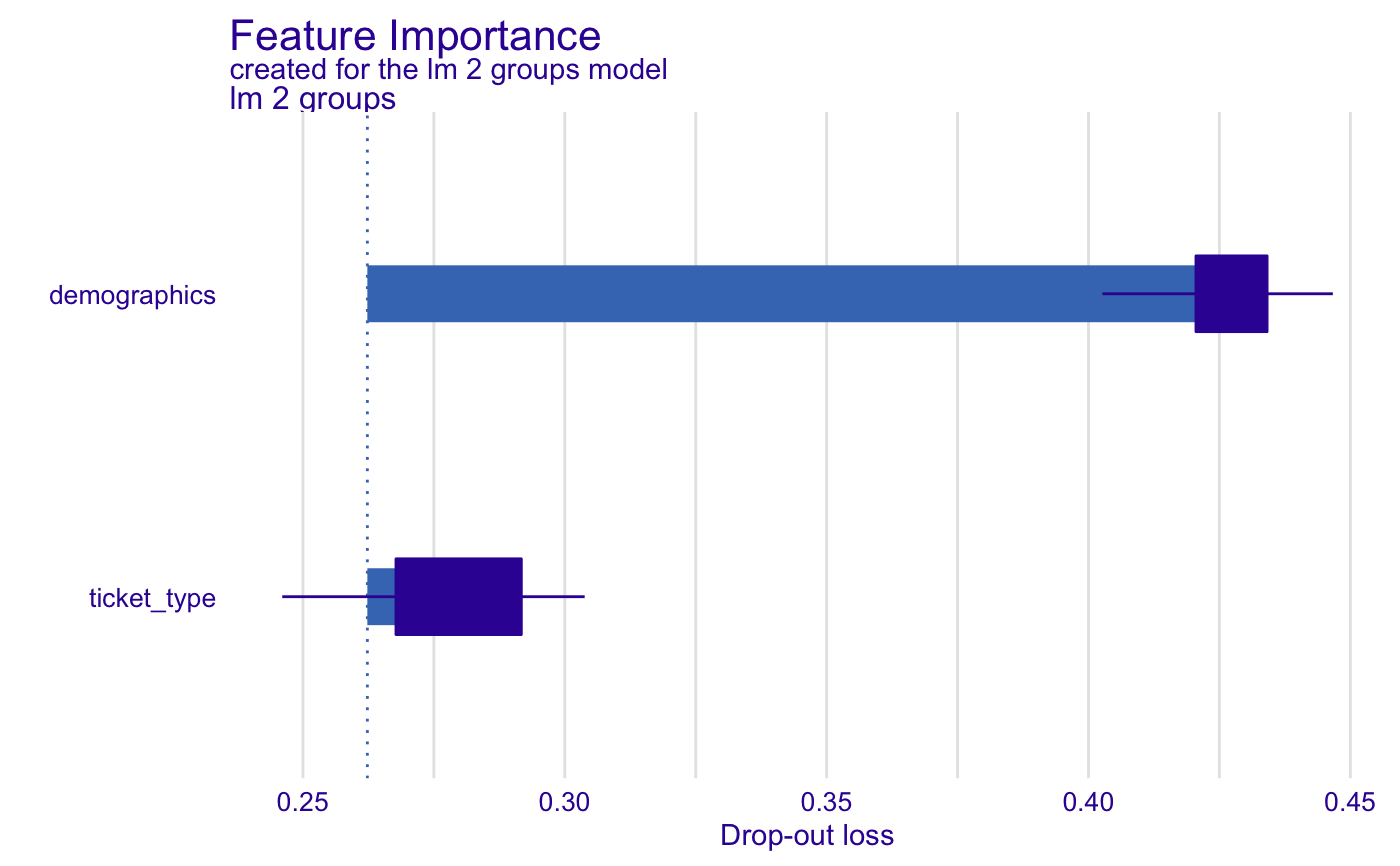 Feature Importance
created for the lm 2 groups model
lm 2 groups
demographics
ticket_type
0.25 0.30 0.35 0.40 0.45
Drop-out loss